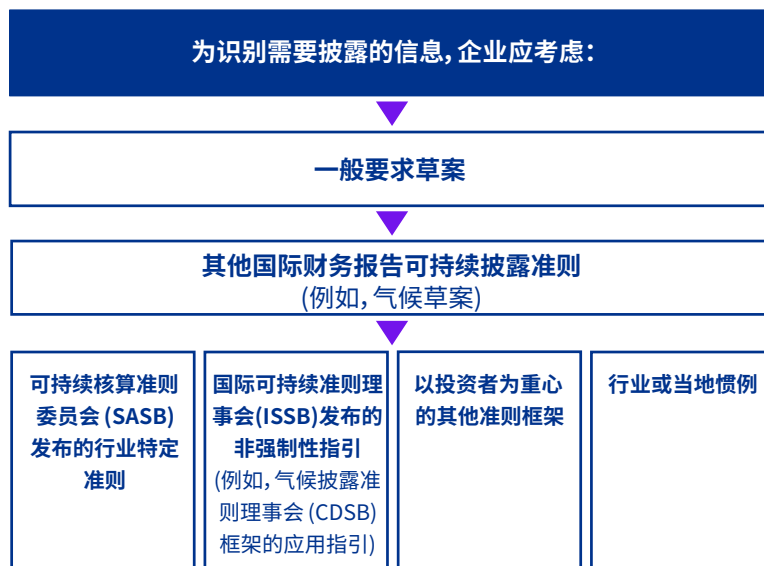 为识别需要披露的信息，企业应考虑：
一般要求草案
其他国际财务报告可持续披露准则
(例如，气候草案)
可持续核算准则
委员会 (SASB)
发布的行业特定
准则
国际可持续准则理
事会(ISSB)发布的
非强制性指引
(例如，气候披露准
则理事会 (CDSB)
框架的应用指引)
以投资者为重心
的其他准则框架
行业或当地惯例